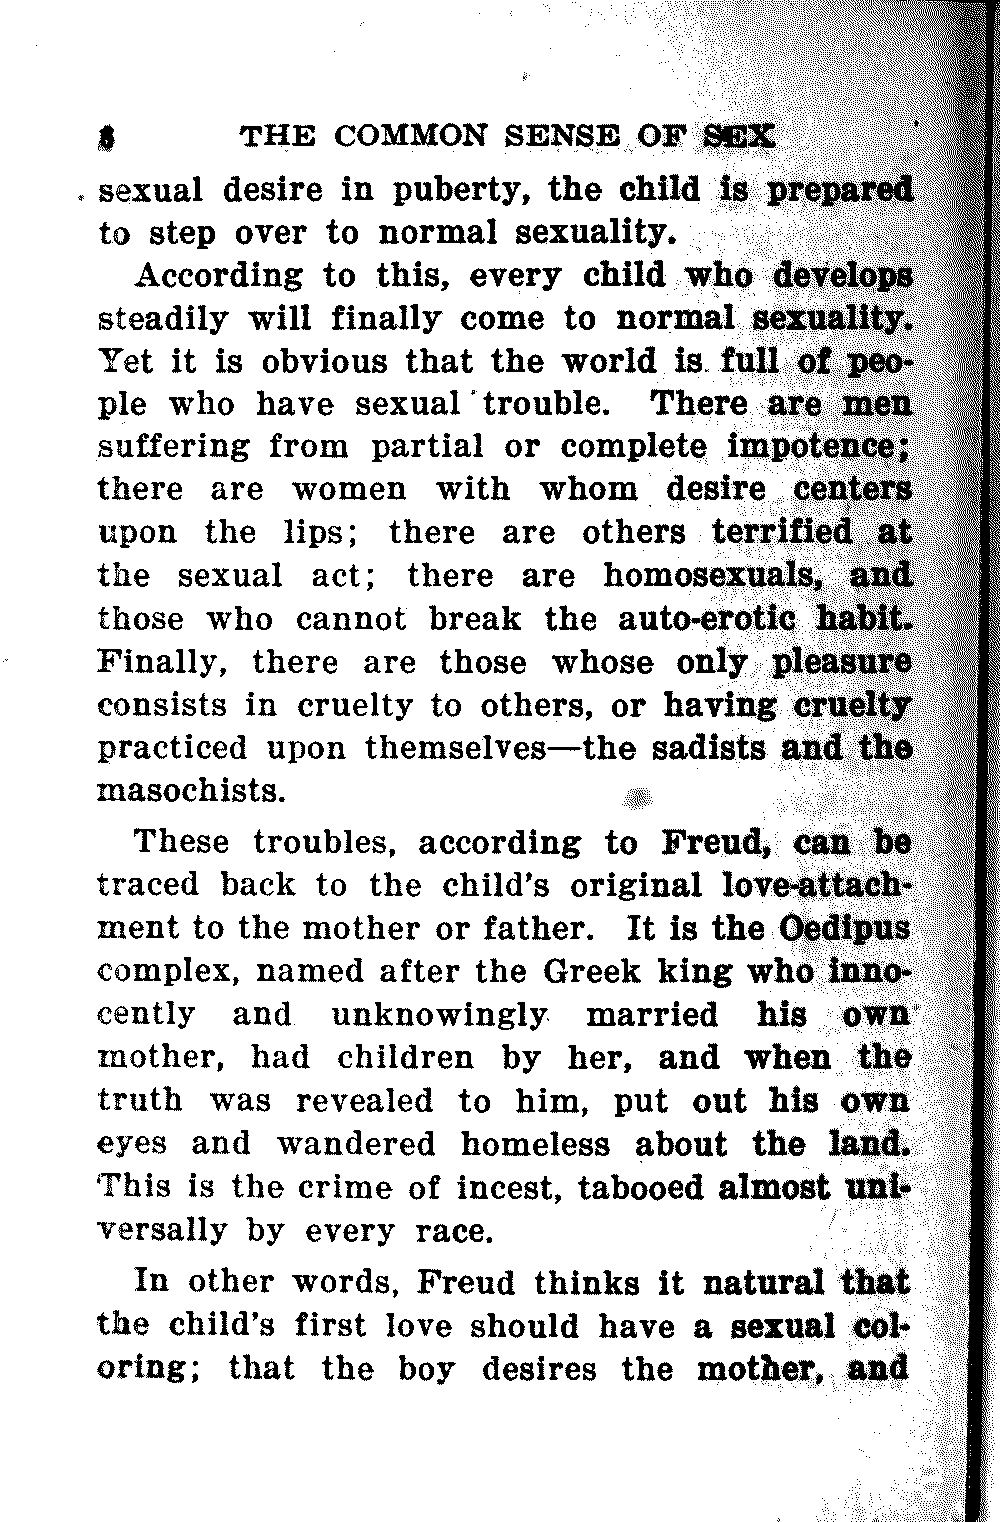 8 THE COMMON SENSE OF SEX
sexual desire in puberty, the child is prepared
to step over to normal sexuality.
According to this, every child who develops
steadily will finally come to normal sexuality.
Yet it is obvious that the world is full of peo-
ple who have sexual trouble. There are men
suffering from partial or complete impotence;
there are women with whom desire centers
upon the lips; there are others terrified at
the sexual act; there are homosexuals, and
those who cannot break the auto-erotic habit.
Finally, there are those whose only pleasure
consists in cruelty to others, or having cruelty
practiced upon themselves—the sadists and the
masochists.
These troubles, according to Freud, can be
traced back to the child's original love-attach-
ment to the mother or father. It is the Oedipus
complex, named after the Greek king who inno-
cently and unknowingly married his own
mother, had children by her, and when the
truth was revealed to him, put out his own
eyes and wandered homeless about the land.
This is the crime of incest, tabooed almost uni-
versally by every race.
In other words, Freud thinks it natural that
the child's first love should have a sexual col-
oring; that the boy desires the mother, and